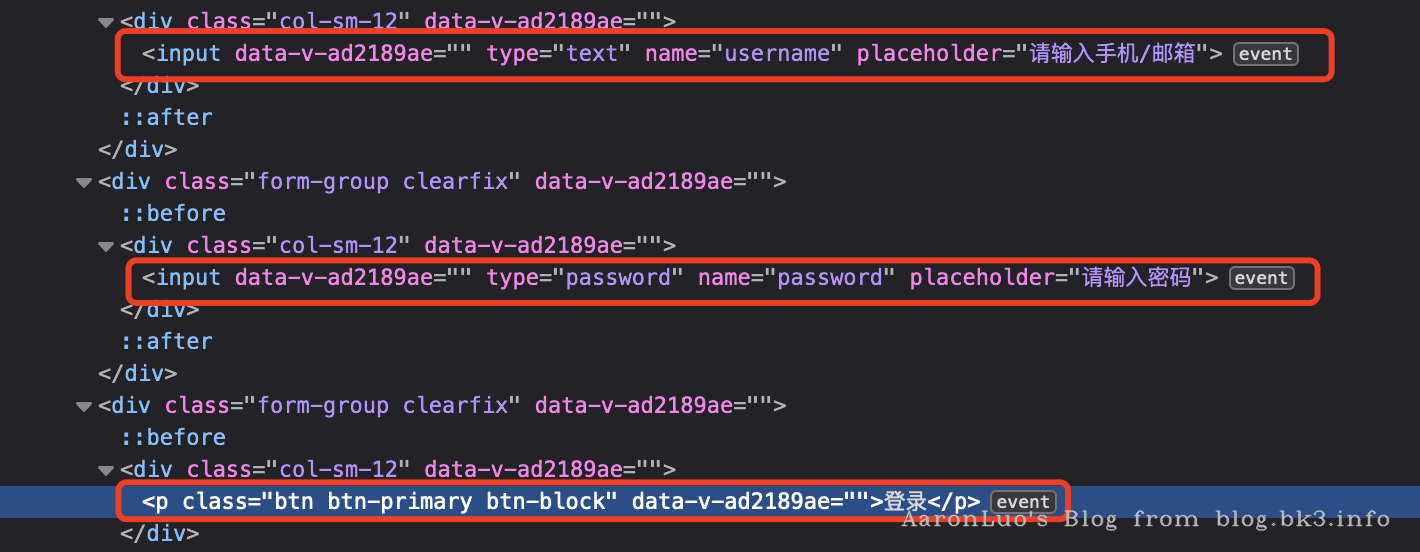 <div class="col-sm-12" data-v-ad2189ae="">
<input data-v-ad2189ae="" type="text" name="username" placeholder="请输入手机/邮箱"> event
</div>
::after
</div>
<div class="form-group clearfix" data-v-ad2189ae="">
::before
<div class="col-sm-12" data-v-ad2189ae="">
<input data-v-ad2189ae="" type="password" name="password" placeholder="请输入密码"> event
</div>
::after
</div>
<div class="form-group clearfix" data-v-ad2189ae="">
::before
<div class="col-sm-12" data-v-ad2189ae="">
<p class="btn btn-primary btn-block" data-v-ad2189ae="">登录</p> event
AaronLuo's Blog from blog.bk3.info
</div>